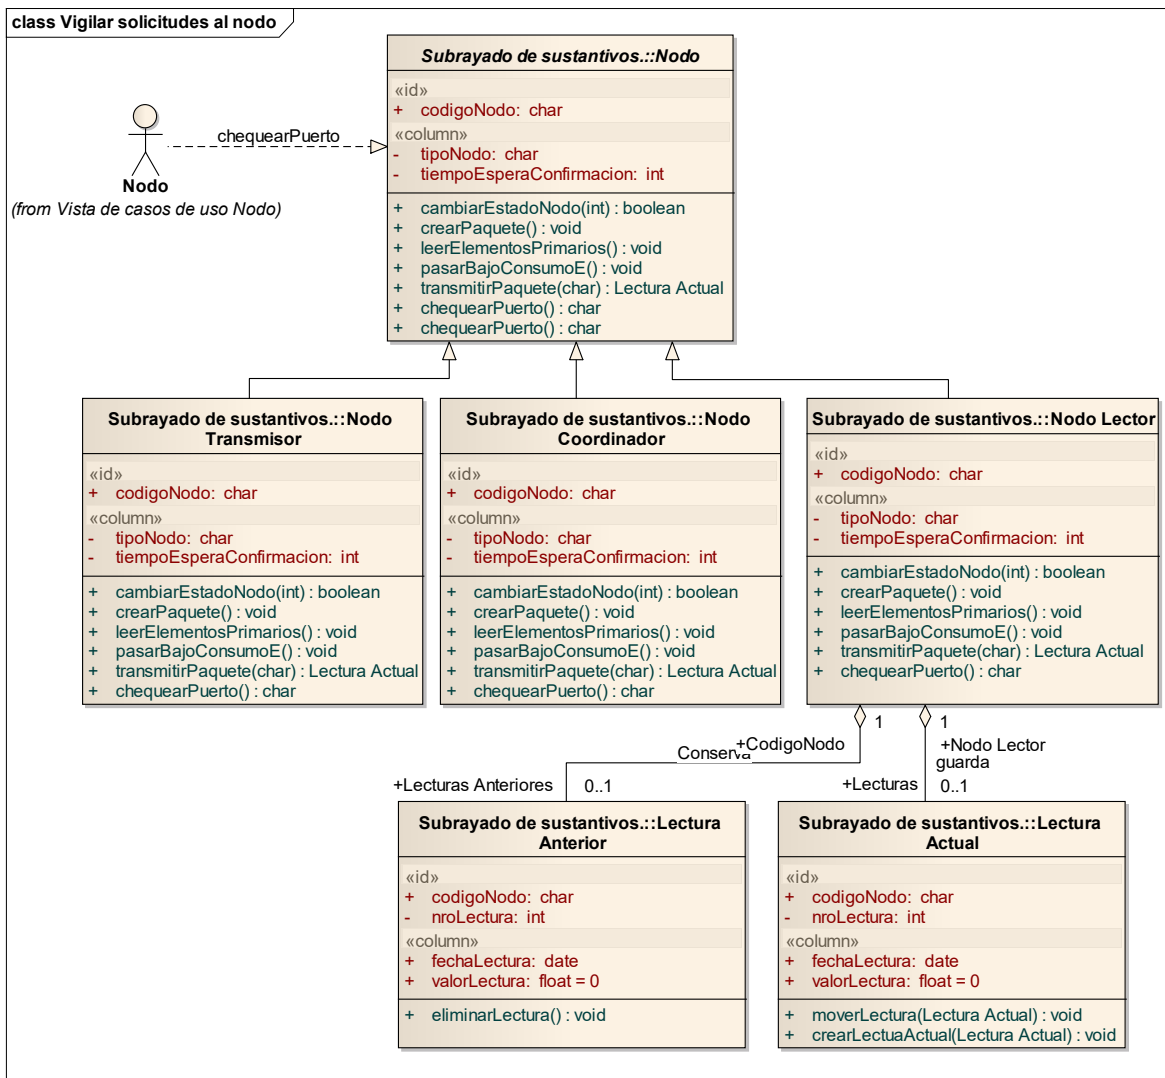 class Vigilar solicitudes al nodo
Subrayado de sustantivos.::Nodo
«id»
+ codigoNodo: char
«column»
- tipoNodo: char
- tiempoEsperaConfirmacion: int
+ cambiarEstadoNodo(int) : boolean
+ crearPaquete() : void
+ leerElementosPrimarios() : void
+ pasarBajoConsumoE() : void
+ transmitirPaquete(char) : Lectura Actual
+ chequearPuerto() : char
+ chequearPuerto() : char
chequearPuerto
Nodo
(from Vista de casos de uso Nodo)
Subrayado de sustantivos.::Nodo
Transmisor
«id»
+ codigoNodo: char
«column»
- tipoNodo: char
- tiempoEsperaConfirmacion: int
+ cambiarEstadoNodo(int) : boolean
+ crearPaquete() : void
+ leerElementosPrimarios() : void
+ pasarBajoConsumoE() : void
+ transmitirPaquete(char) : Lectura Actual
+ chequearPuerto() : char
Subrayado de sustantivos.::Nodo
Coordinador
«id»
+ codigoNodo: char
«column»
- tipoNodo: char
- tiempoEsperaConfirmacion: int
+ cambiarEstadoNodo(int) : boolean
+ crearPaquete() : void
+ leerElementosPrimarios() : void
+ pasarBajoConsumoE() : void
+ transmitirPaquete(char) : Lectura Actual
+ chequearPuerto() : char
Subrayado de sustantivos.::Nodo Lector
«id»
+ codigoNodo: char
«column»
- tipoNodo: char
- tiempoEsperaConfirmacion: int
+ cambiarEstadoNodo(int) : boolean
+ crearPaquete() : void
+ leerElementosPrimarios() : void
+ pasarBajoConsumoE() : void
+ transmitirPaquete(char) : Lectura Actual
+ chequearPuerto() : char
1
+CodigoNodo
Conserva
+Lecturas Anteriores
0..1
1
+Nodo Lector
guarda
+Lecturas
0..1
Subrayado de sustantivos.::Lectura
Anterior
«id»
+ codigoNodo: char
- nroLectura: int
«column»
+ fechaLectura: date
+ valorLectura: float = 0
+ eliminarLectura() : void
Subrayado de sustantivos.::Lectura
Actual
«id»
+ codigoNodo: char
- nroLectura: int
«column»
+ fechaLectura: date
+ valorLectura: float = 0
+ moverLectura(Lectura Actual) : void
+ crearLectuaActual(Lectura Actual) : void